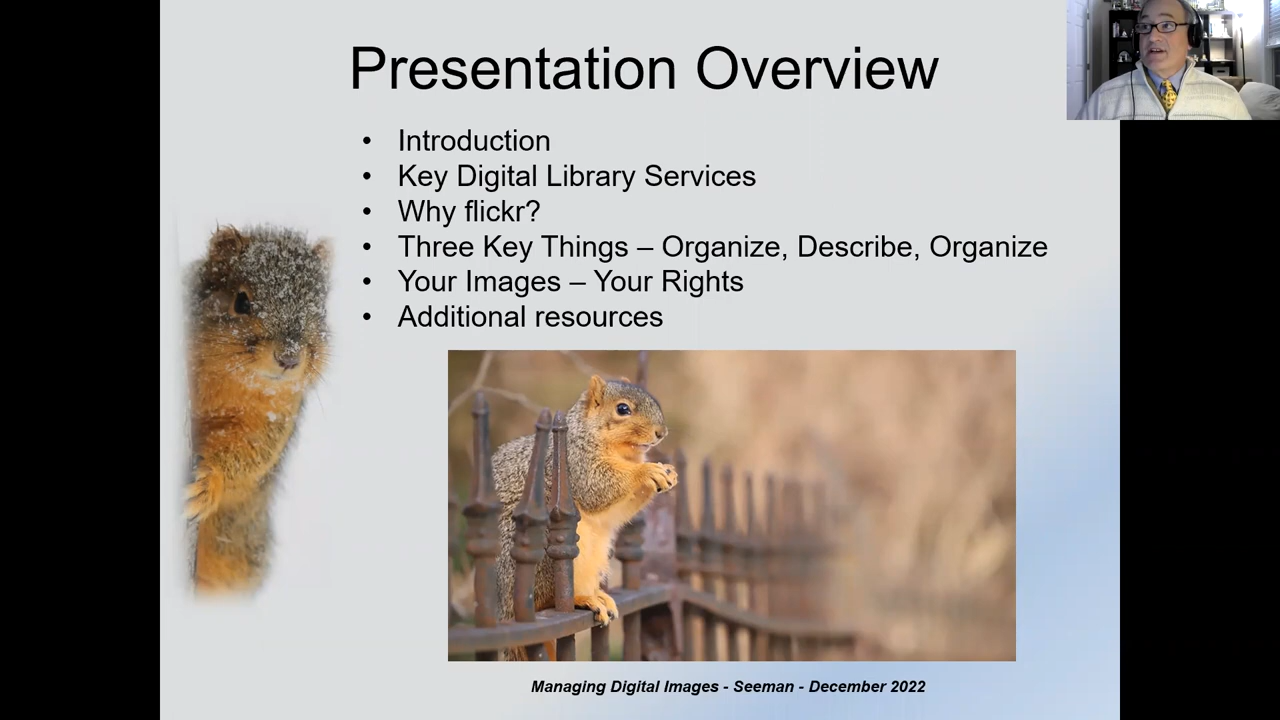 Presentation Overview
• Introduction
• Key Digital Library Services
• Why flickr?
• Three Key Things – Organize, Describe, Organize
• Your Images – Your Rights
• Additional resources
Managing Digital Images - Seeman - December 2022